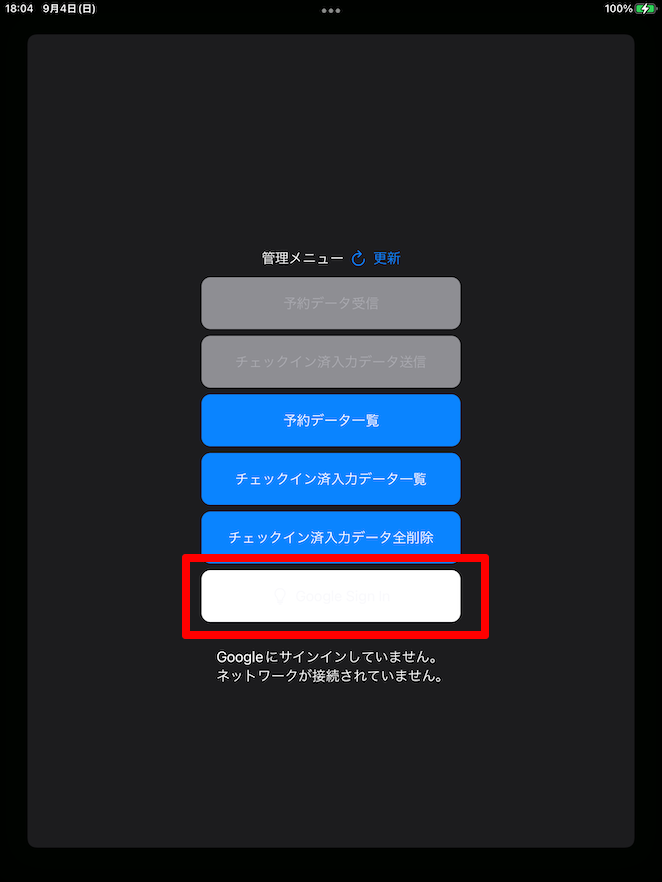 18:04 9月4日(日)
100%
管理メニュー 更新
予約データ受信
チェックイン済入力データ送信
予約データ一覧
チェックイン済入力データ一覧
チェックイン済入力データ全削除
Google Sign In
Googleにサインインしていません。
ネットワークが接続されていません。